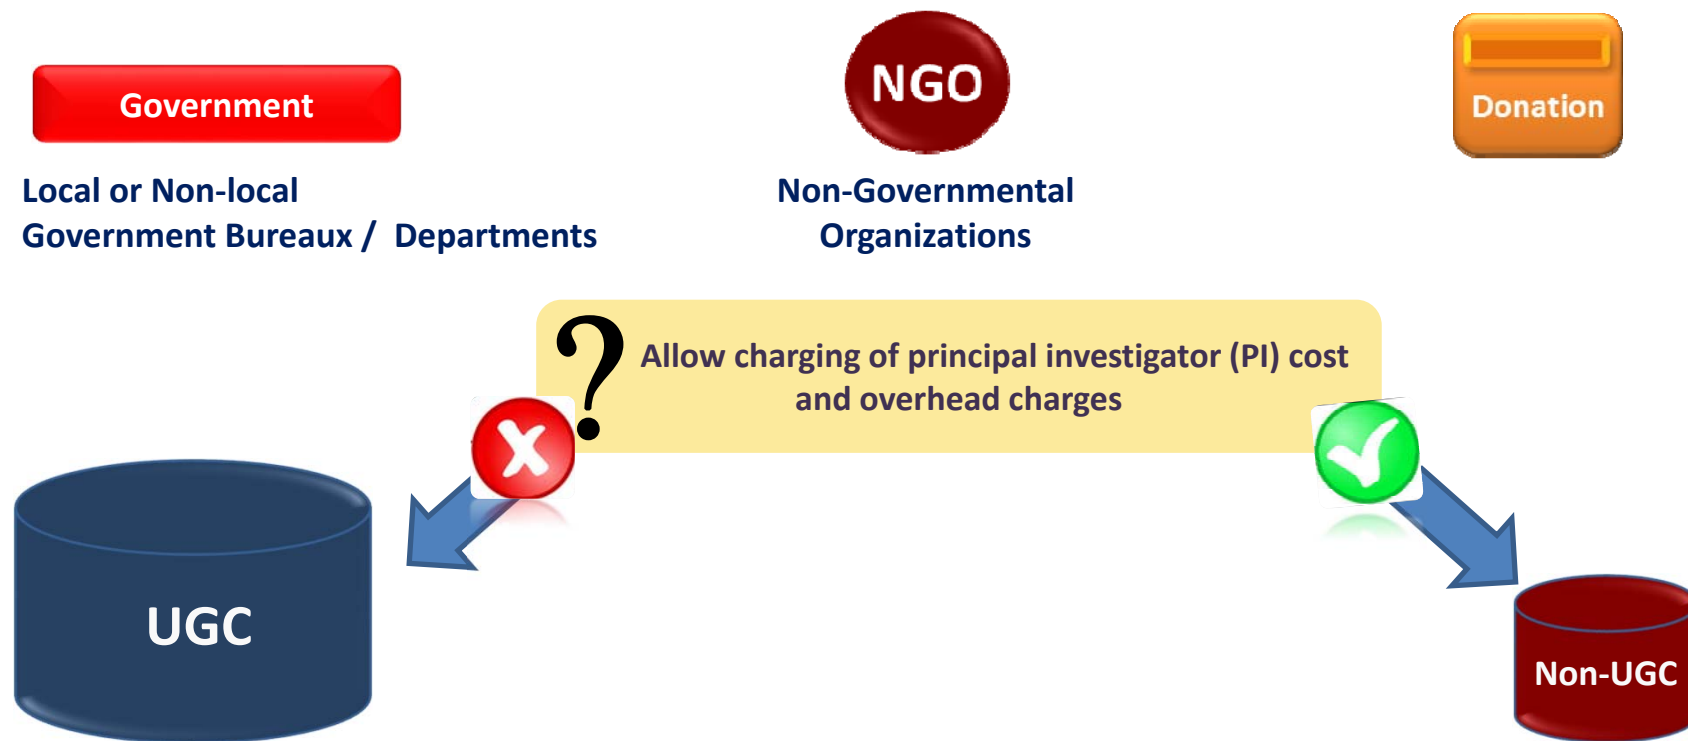 Government
NGO
Donation
Local or Non-local
Government Bureaux / Departments
Non-Governmental
Organizations
? Allow charging of principal investigator (PI) cost
and overhead charges
UGC
Non-UGC